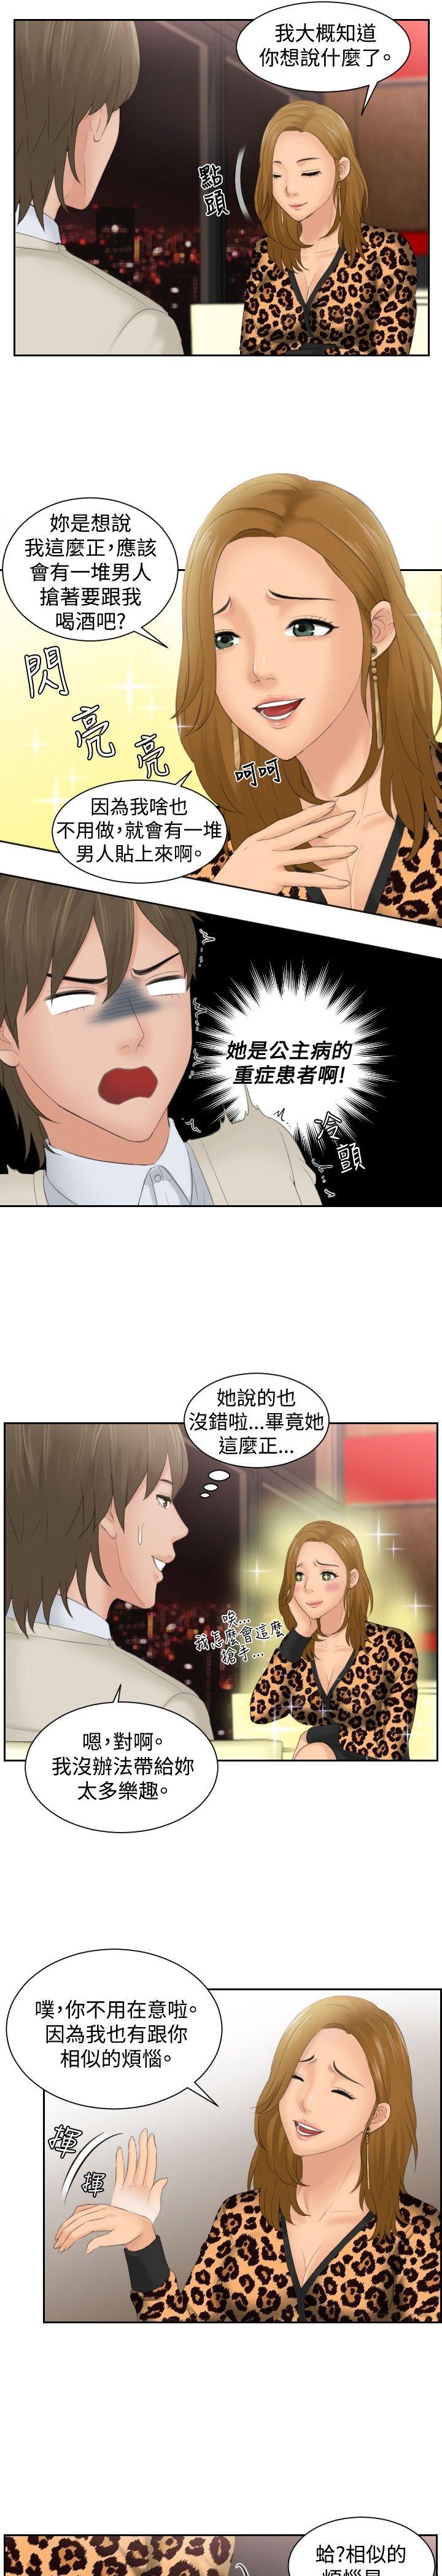 我大概知道
你想說什麼了。
點頭
妳是想說
我這麼正，應該
會有一堆男人
搶著要跟我
喝酒吧？
閃
亮
亮
呵呵
因為我啥也
不用做，就會有一堆
男人貼上來啊。
她是公主病的
重症患者啊！
冷
顫
她說的也
沒錯啦...畢竟她
這麼正...
唉...
我怎麼會這麼
搶手...
嗯，對啊。
我沒辦法帶給妳
太多樂趣。
噗，你不用在意啦。
因為我也有跟你
相似的煩惱。
揮
揮
蛤？相似的
煩惱是